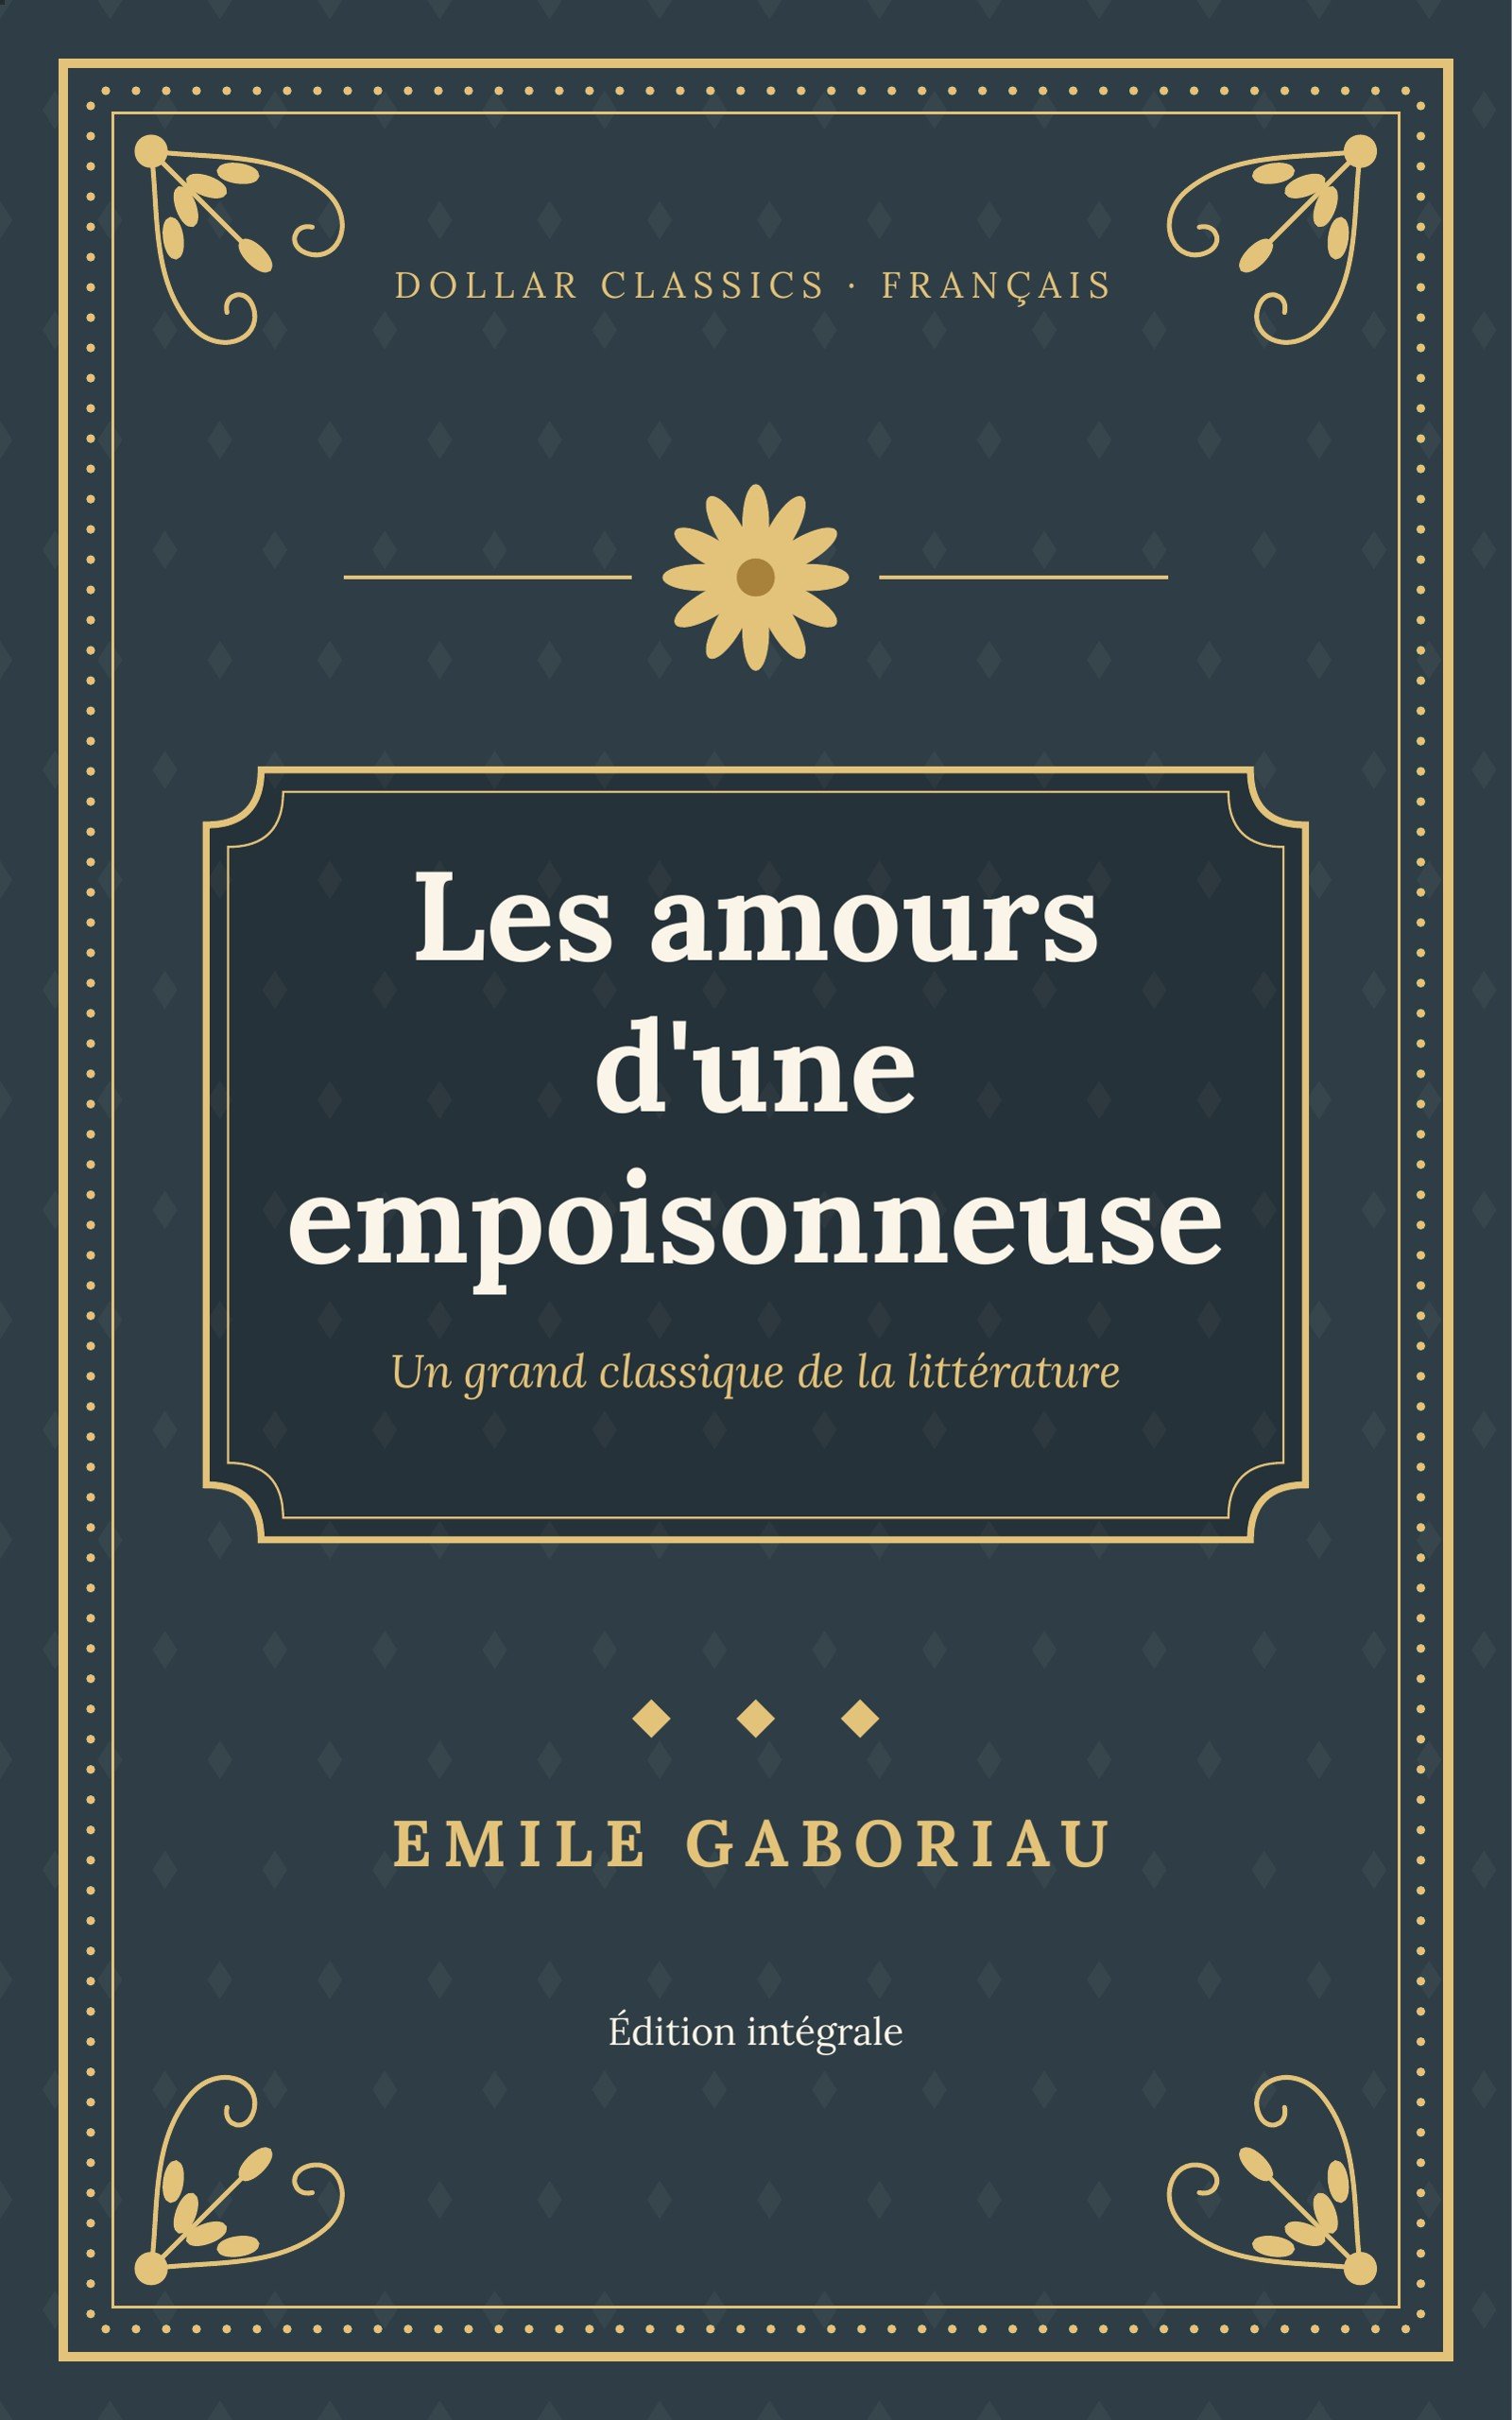 DOLLAR CLASSICS · FRANÇAIS
Les amours
d'une
empoisonneuse
Un grand classique de la littérature
EMILE GABORIAU
Édition intégrale